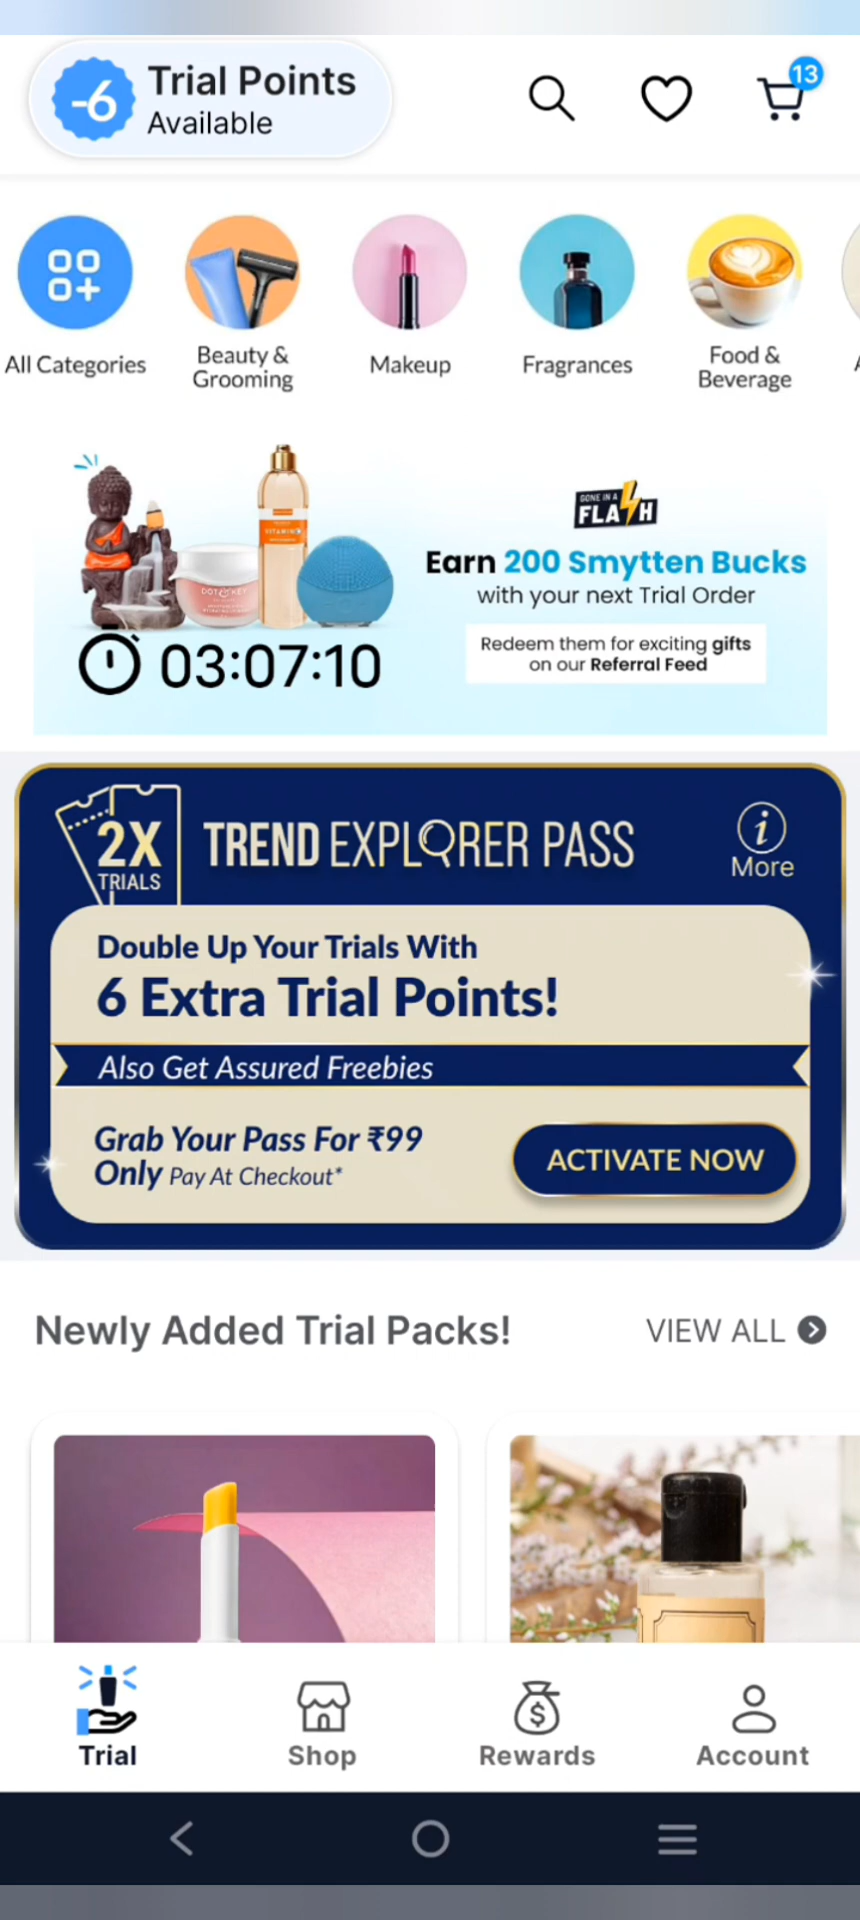 -6
Trial Points
Available
13
All Categories
Beauty &
Grooming
Makeup
Fragrances
Food &
Beverage
GONE IN A
FLASH
Earn 200 Smytten Bucks
with your next Trial Order
Redeem them for exciting gifts
on our Referral Feed
VITAMIN
DOT & KEY
03:07:10
2X
TRIALS
TREND EXPLORER PASS
More
Double Up Your Trials With
6 Extra Trial Points!
Also Get Assured Freebies
Grab Your Pass For ₹99
Only Pay At Checkout*
ACTIVATE NOW
Newly Added Trial Packs!
VIEW ALL
Trial
Shop
Rewards
Account